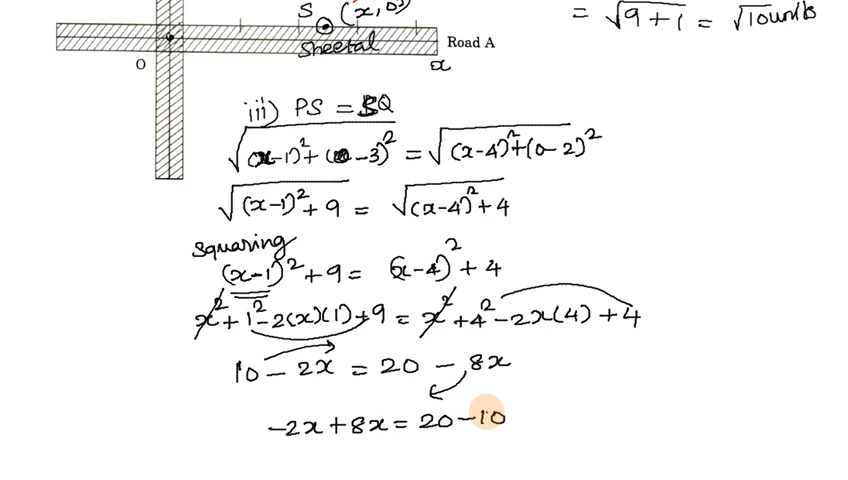 = √9+1 = √10 units
S (x, 0)
Sheetal
Road A
O
x
iii) PS = SQ
√(x-1)²+(0-3)² = √(x-4)²+(0-2)²
√(x-1)²+9 = √(x-4)²+4
squaring
(x-1)²+9 = (x-4)²+4
x²+1²-2(x)(1)+9 = x²+4²-2x(4)+4
10-2x = 20-8x
-2x+8x = 20-10